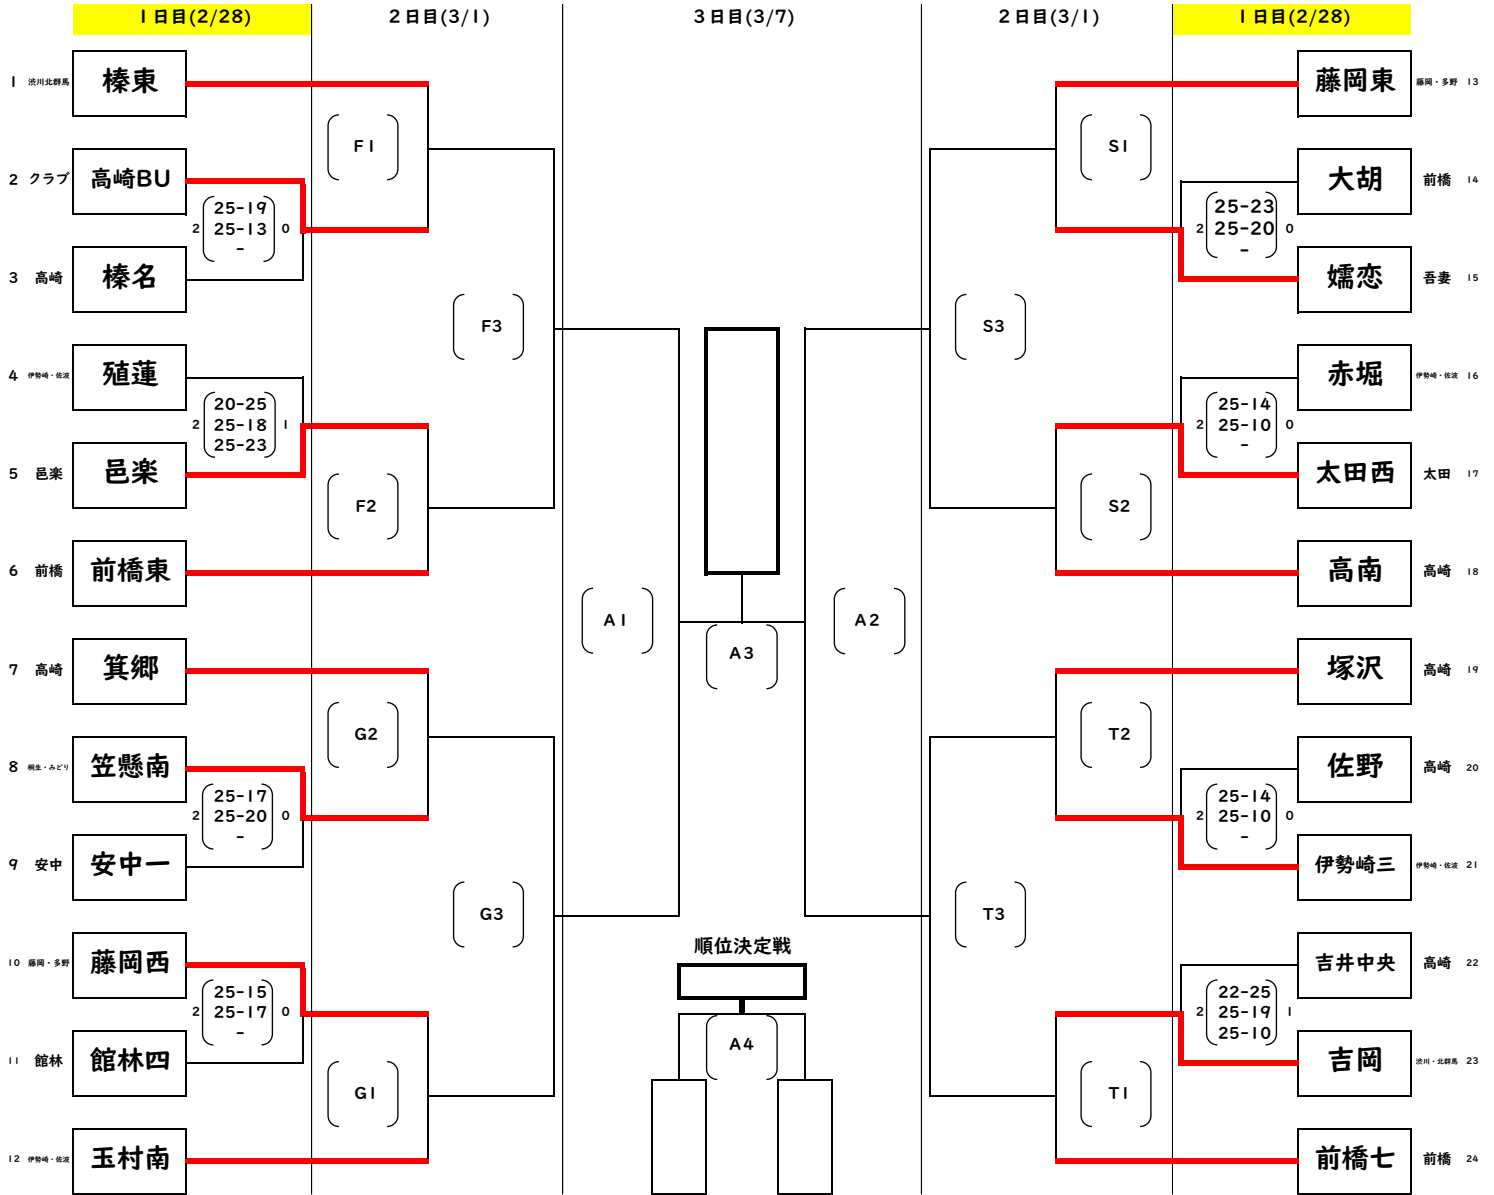 1日目(2/28)
2日目(3/1)
3日目(3/7)
2日目(3/1)
1日目(2/28)
1 渋川北群馬 榛東
2 クラブ 高崎BU
25-19
2 25-13 0
-
3 高崎 榛名
4 伊勢崎・佐波 殖蓮
20-25
2 25-18 1
25-23
5 邑楽 邑楽
6 前橋 前橋東
7 高崎 箕郷
8 桐生・みどり 笠懸南
25-17
2 25-20 0
-
9 安中 安中一
10 藤岡・多野 藤岡西
25-15
2 25-17 0
-
11 館林 館林四
12 伊勢崎・佐波 玉村南
F1
F3
F2
G2
G3
G1
A1
A3
A2
順位決定戦
A4
S1
S3
S2
T2
T3
T1
藤岡東 藤岡・多野 13
大胡 前橋 14
25-23
2 25-20 0
-
嬬恋 吾妻 15
赤堀 伊勢崎・佐波 16
25-14
2 25-10 0
-
太田西 太田 17
高南 高崎 18
塚沢 高崎 19
佐野 高崎 20
25-14
2 25-10 0
-
伊勢崎三 伊勢崎・佐波 21
吉井中央 高崎 22
22-25
2 25-19 1
25-10
吉岡 渋川・北群馬 23
前橋七 前橋 24